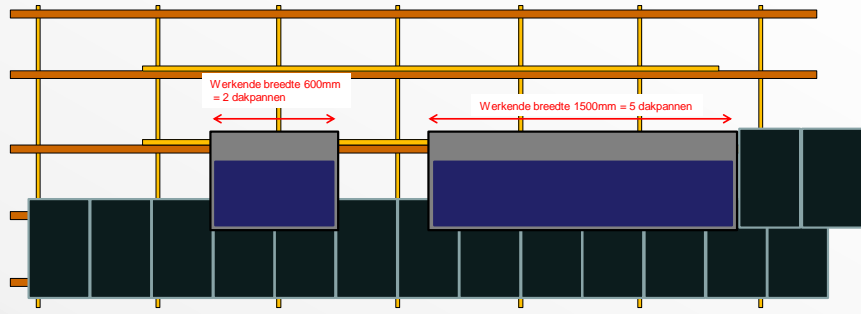 Werkende breedte 600mm
= 2 dakpannen
Werkende breedte 1500mm = 5 dakpannen